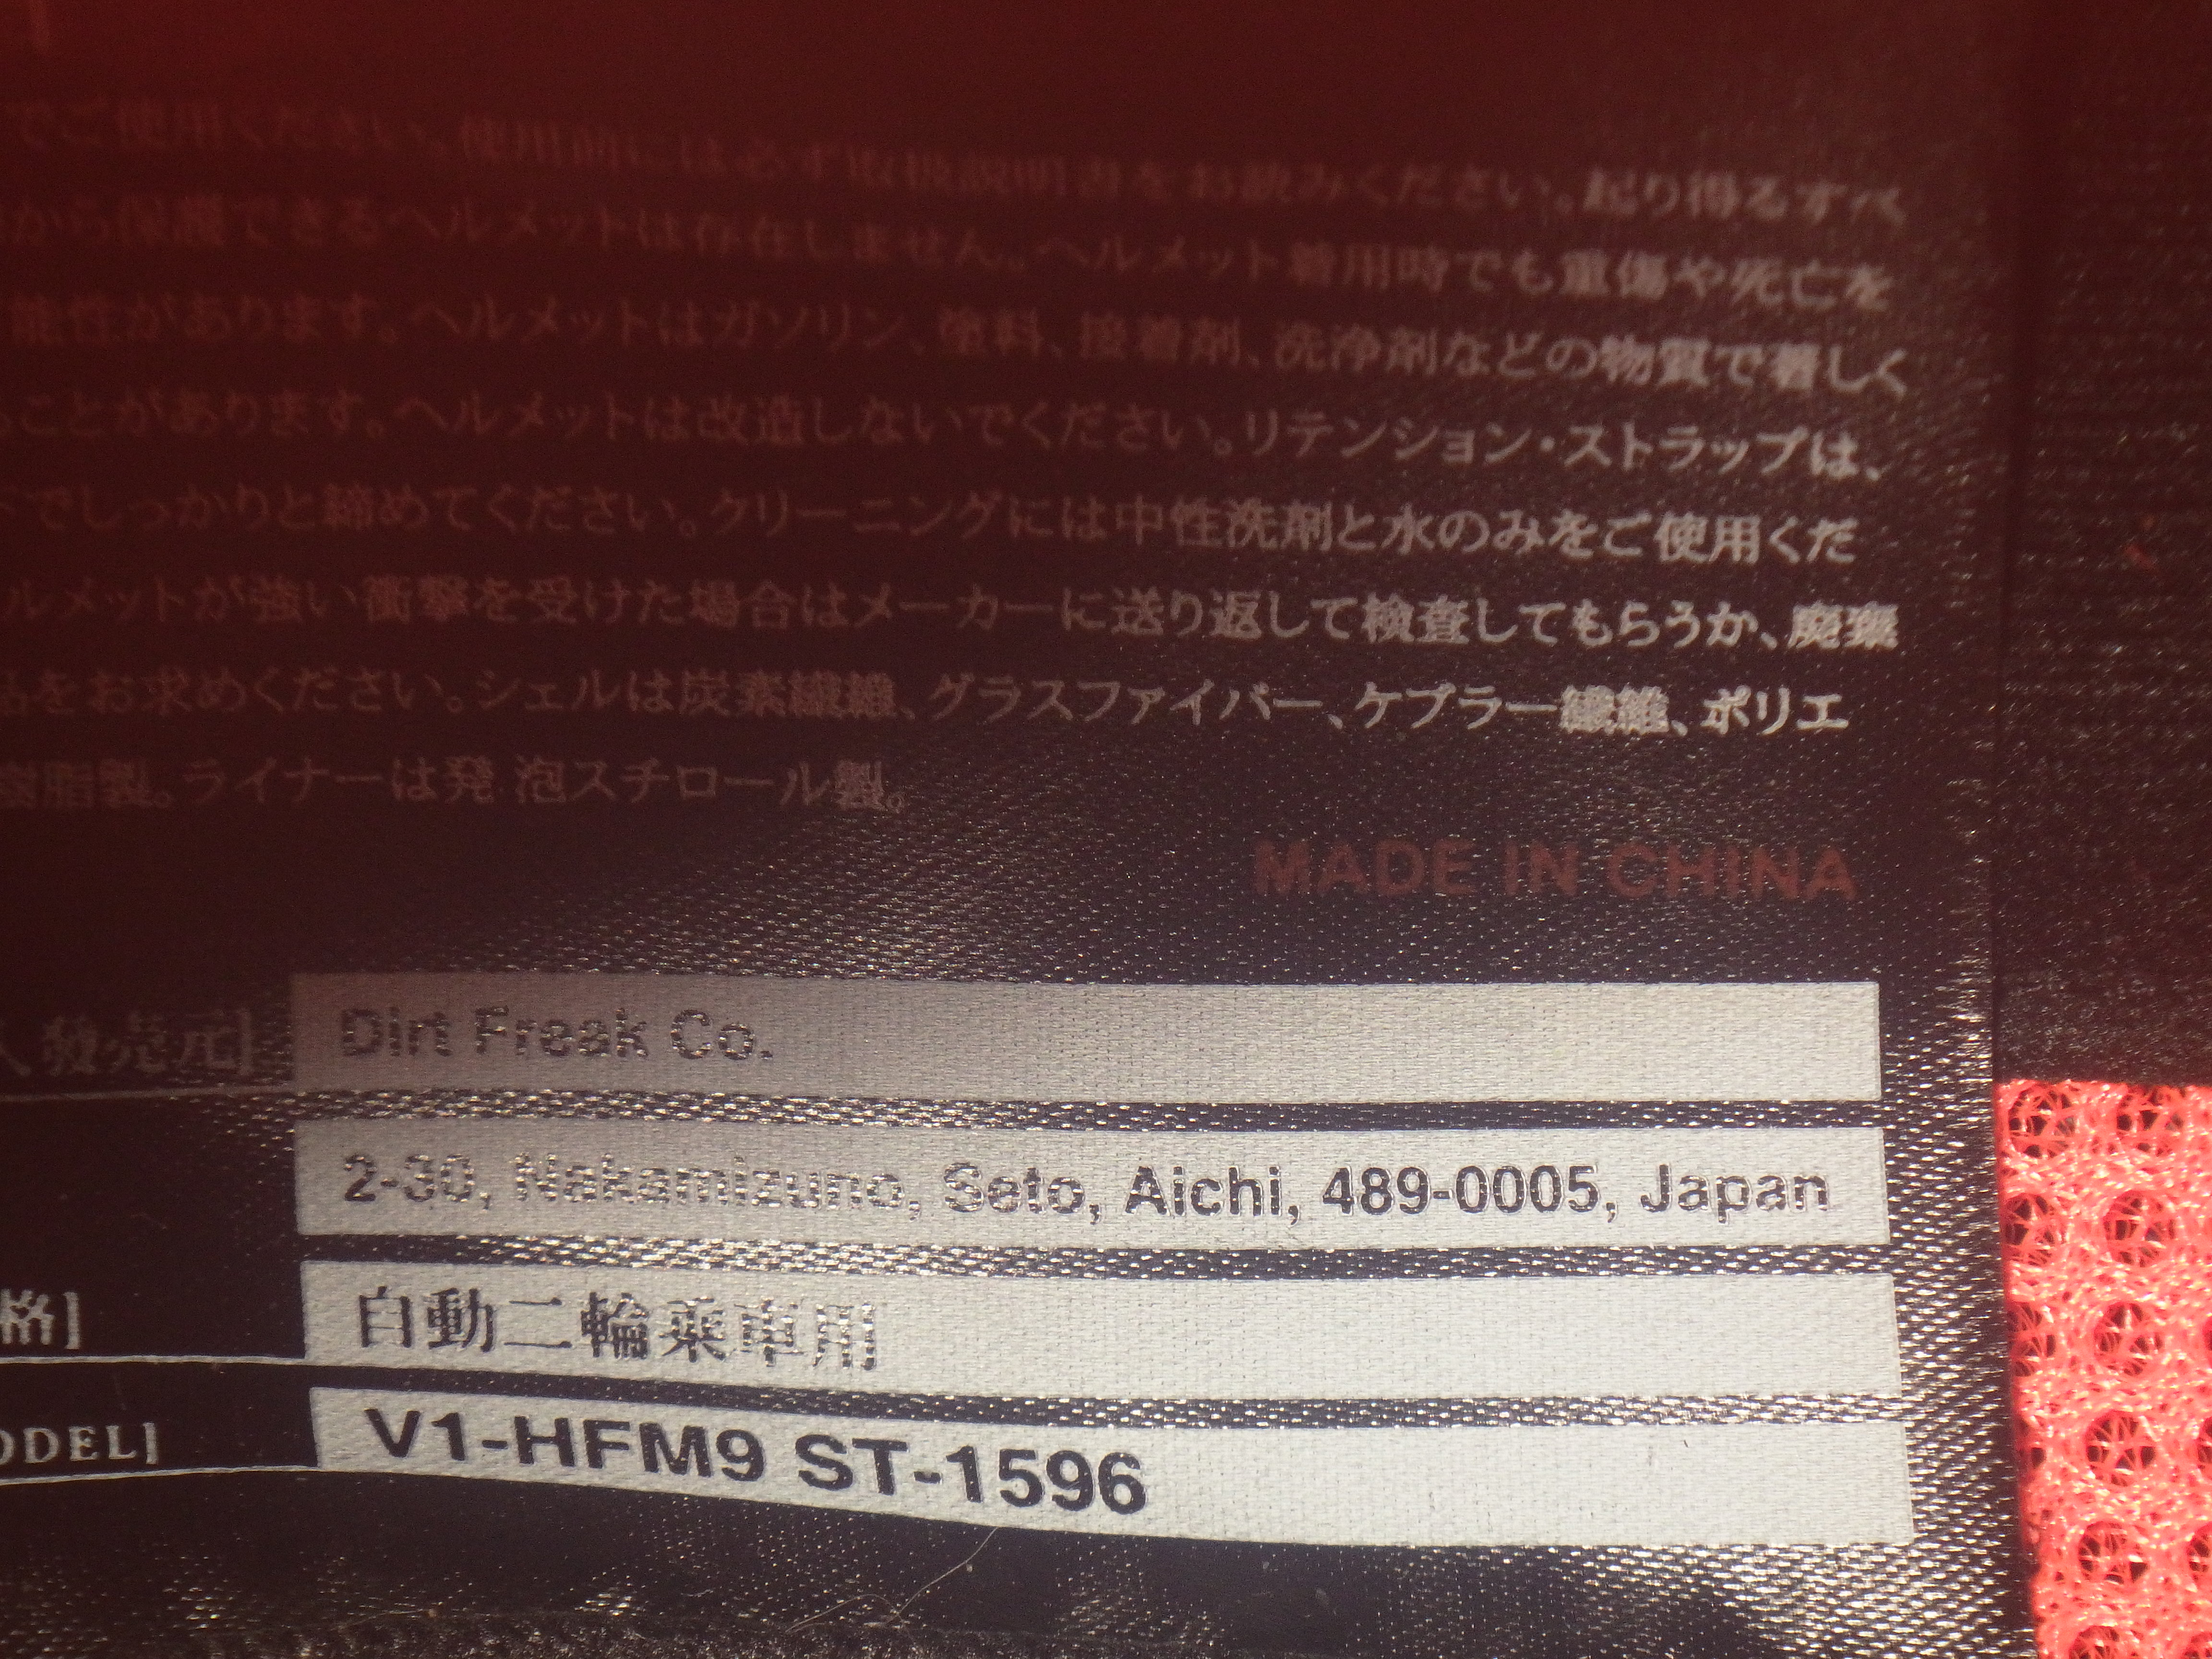 でご使用ください。使用前には必ず取扱説明書をお読みください。起り得るすべ
から保護できるヘルメットは存在しません。ヘルメット着用時でも重傷や死亡を
能性があります。ヘルメットはガソリン、塗料、接着剤、洗浄剤などの物質で著しく
ることがあります。ヘルメットは改造しないでください。リテンション・ストラップは、
でしっかりと締めてください。クリーニングには中性洗剤と水のみをご使用くだ
ルメットが強い衝撃を受けた場合はメーカーに送り返して検査してもらうか、廃棄
品をお求めください。シェルは炭素繊維、グラスファイバー、ケブラー繊維、ポリエ
樹脂製。ライナーは発 泡スチロール製。
MADE IN CHINA
入発売元] Dirt Freak Co.
2-30, Nakamizuno, Seto, Aichi, 489-0005, Japan
格] 自動二輪乗車用
ODEL] V1-HFM9 ST-1596